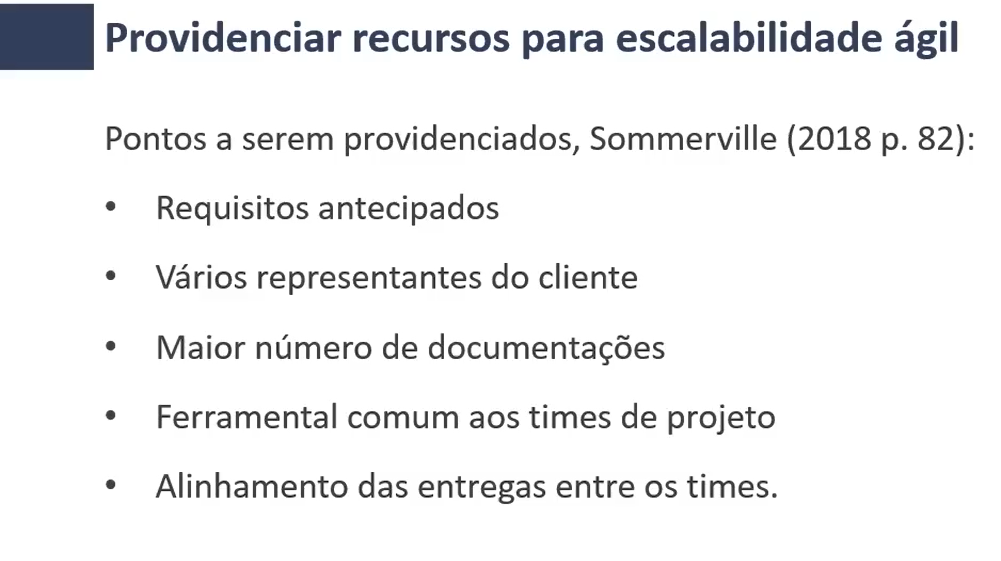 Providenciar recursos para escalabilidade ágil
Pontos a serem providenciados, Sommerville (2018 p. 82):
• Requisitos antecipados
• Vários representantes do cliente
• Maior número de documentações
• Ferramental comum aos times de projeto
• Alinhamento das entregas entre os times.